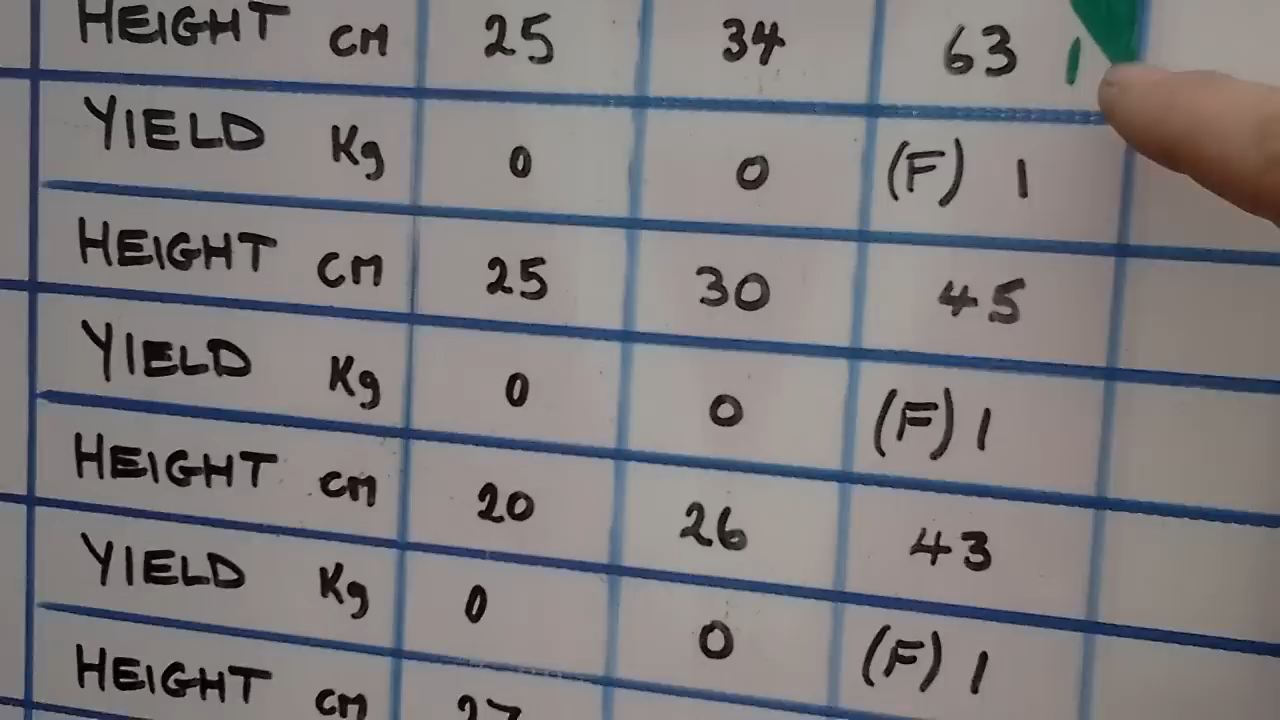 HEIGHT cm 25 34 63
YIELD Kg 0 0 (F) 1
HEIGHT cm 25 30 45
YIELD Kg 0 0 (F) 1
HEIGHT cm 20 26 43
YIELD Kg 0 0 (F) 1
HEIGHT cm 27